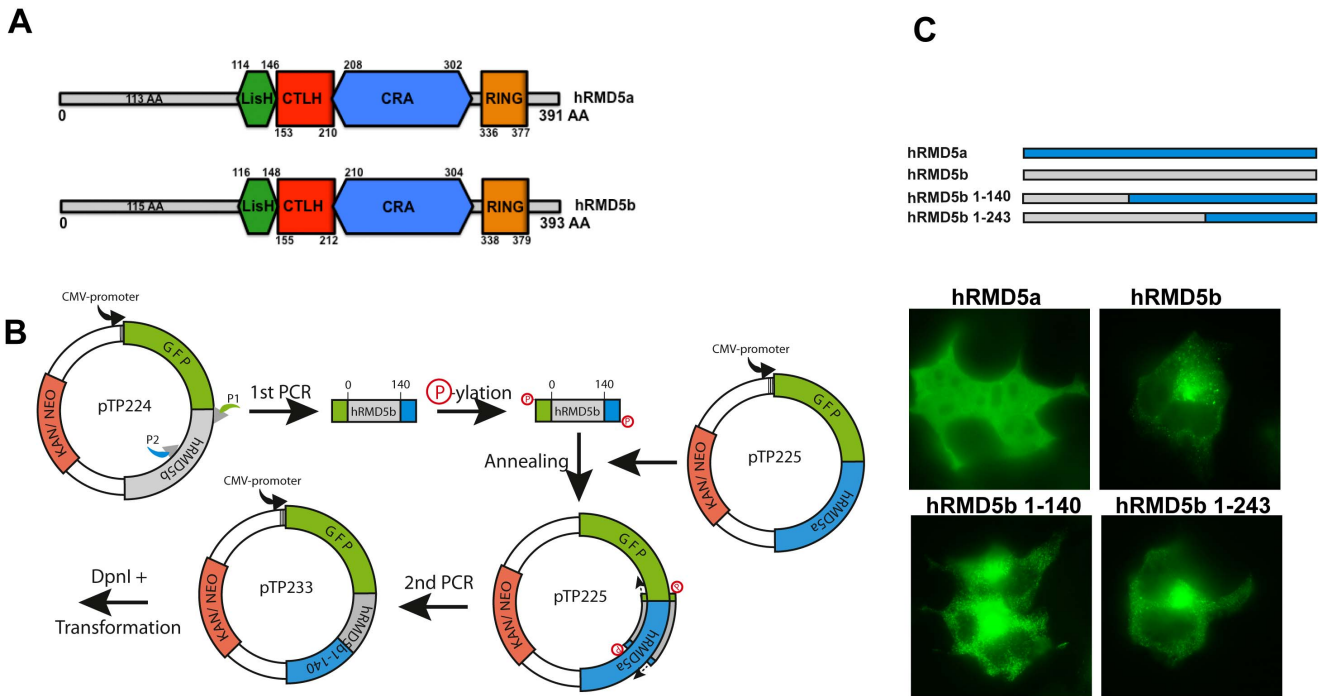 A
114 146 208 302
113 AA LisH CTLH CRA RING hRMD5a
0 153 210 336 377 391 AA
116 148 210 304
115 AA LisH CTLH CRA RING hRMD5b
0 155 212 338 379 393 AA
B
CMV-promoter
GFP
KAN/ NEO
pTP224
hRMD5b
P1
P2
1st PCR
0 140
hRMD5b
P-ylation
0 140
P
hRMD5b
P
Annealing
CMV-promoter
GFP
KAN/ NEO
pTP225
hRMD5a
GFP
KAN/ NEO
pTP225
hRMD5a
P
P
2nd PCR
CMV-promoter
GFP
KAN/ NEO
pTP233
hRMD5
b1-140
DpnI +
Transformation
C
hRMD5a
hRMD5b
hRMD5b 1-140
hRMD5b 1-243
hRMD5a hRMD5b
hRMD5b 1-140 hRMD5b 1-243